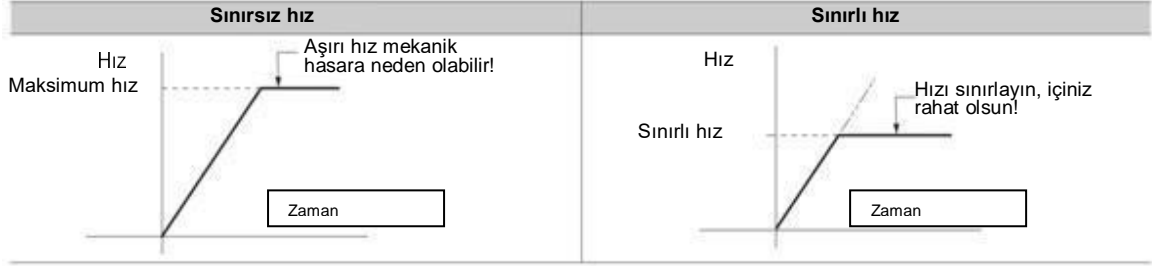 Sınırsız hız
Sınırlı hız
Hız
Aşırı hız mekanik
hasara neden olabilir!
Maksimum hız
Zaman
Hız
Hızı sınırlayın, içiniz
rahat olsun!
Sınırlı hız
Zaman